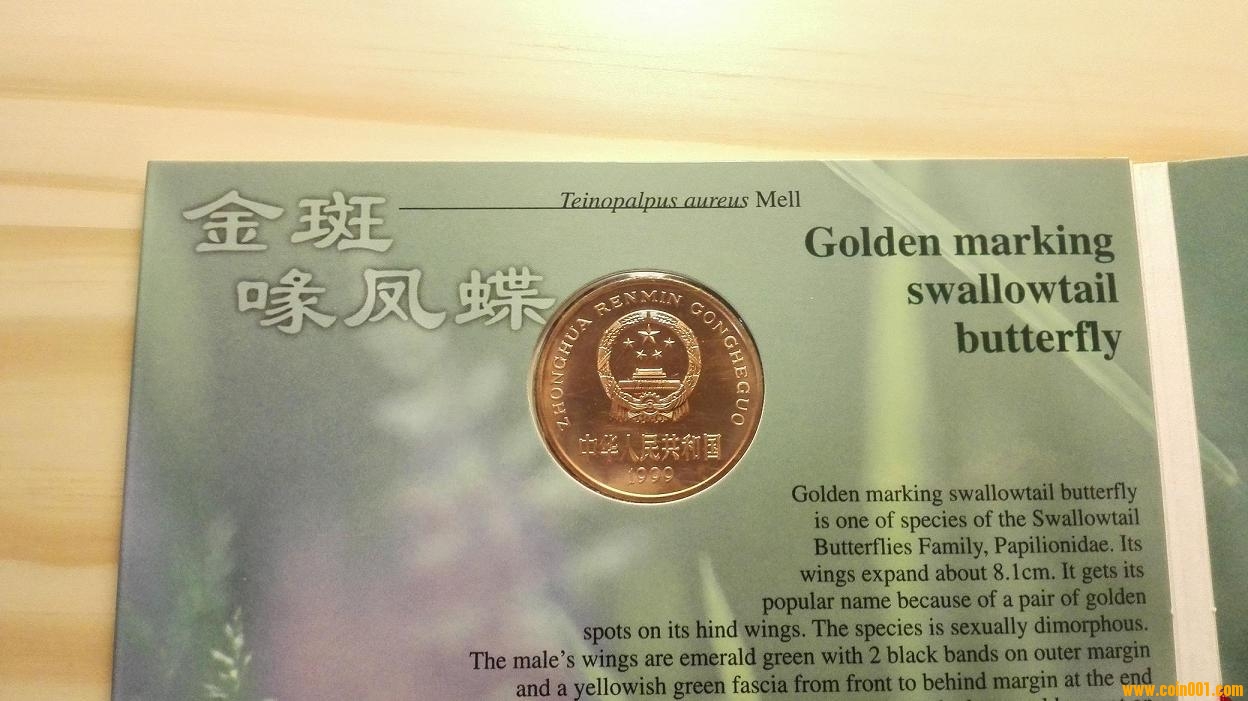 金斑
喙凤蝶
Teinopalpus aureus Mell
Golden marking
swallowtail
butterfly
ZHONGHUA RENMIN GONGHEGUO
中华人民共和国
1999
Golden marking swallowtail butterfly
is one of species of the Swallowtail
Butterflies Family, Papilionidae. Its
wings expand about 8.1cm. It gets its
popular name because of a pair of golden
spots on its hind wings. The species is sexually dimorphous.
The male's wings are emerald green with 2 black bands on outer margin
and a yellowish green fascia from front to behind margin at the end
www.coin001.com